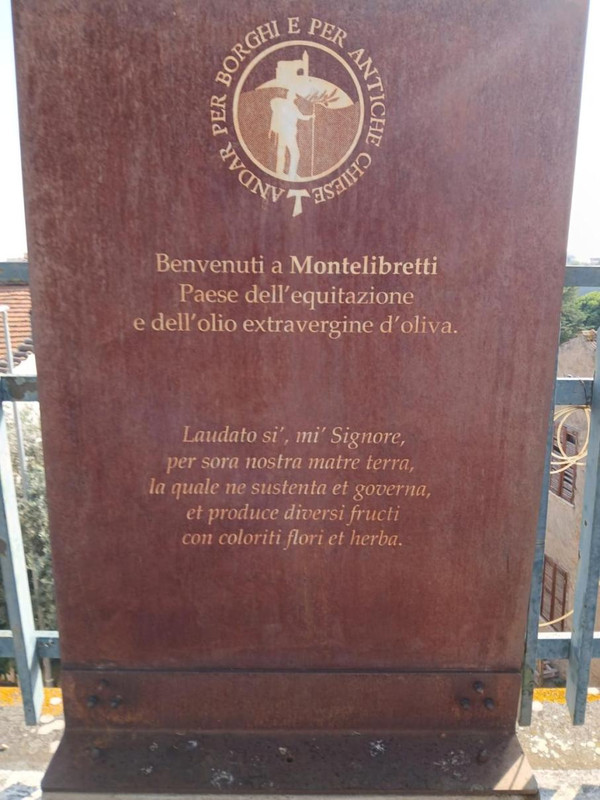 ANDAR PER BORGHI E PER ANTICHE CHIESE
Benvenuti a Montelibretti
Paese dell'equitazione
e dell'olio extravergine d'oliva.
Laudato si', mi' Signore,
per sora nostra matre terra,
la quale ne sustenta et governa,
et produce diversi fructi
con coloriti flori et herba.